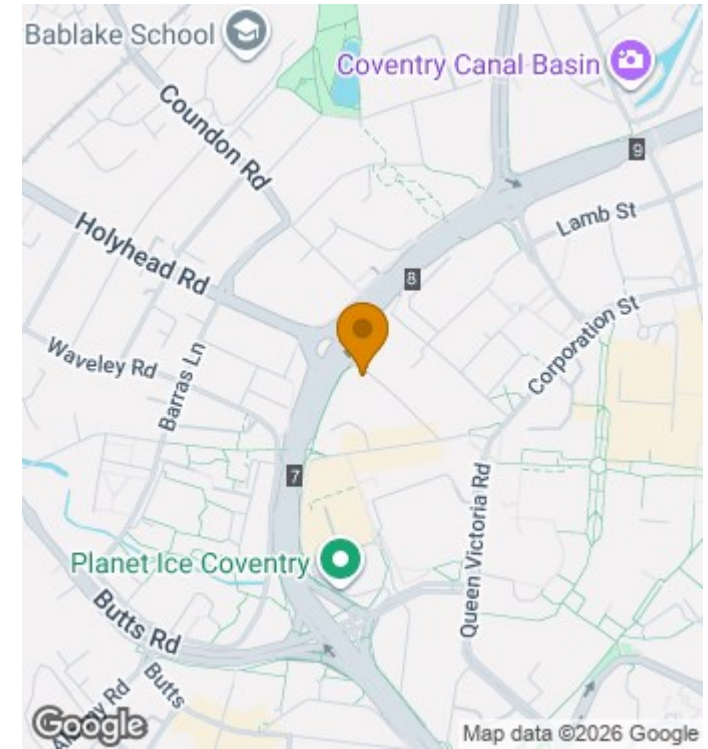 Bablake School
Coventry Canal Basin
Coundon Rd
9
Lamb St
Holyhead Rd
8
Corporation St
Waveley Rd
Barras Ln
7
Queen Victoria Rd
Planet Ice Coventry
Butts Rd
Butts
Rd
Google
Map data ©2026 Google